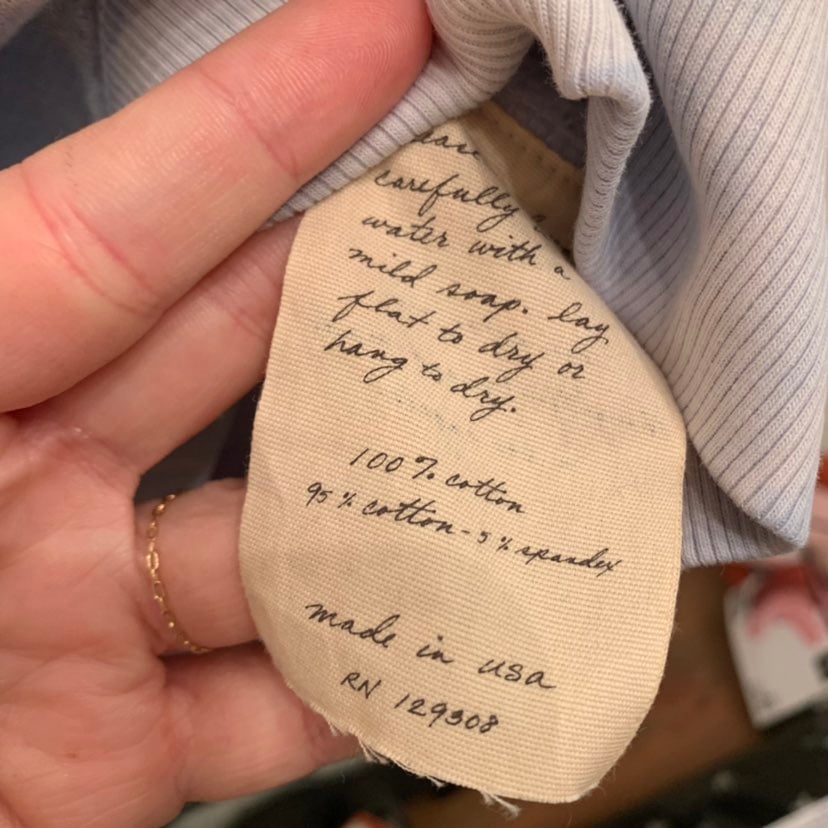 carefully
water with a
mild soap. lay
flat to dry or
hang to dry.
100% cotton
95% cotton - 5% spandex
made in usa
RN 129308